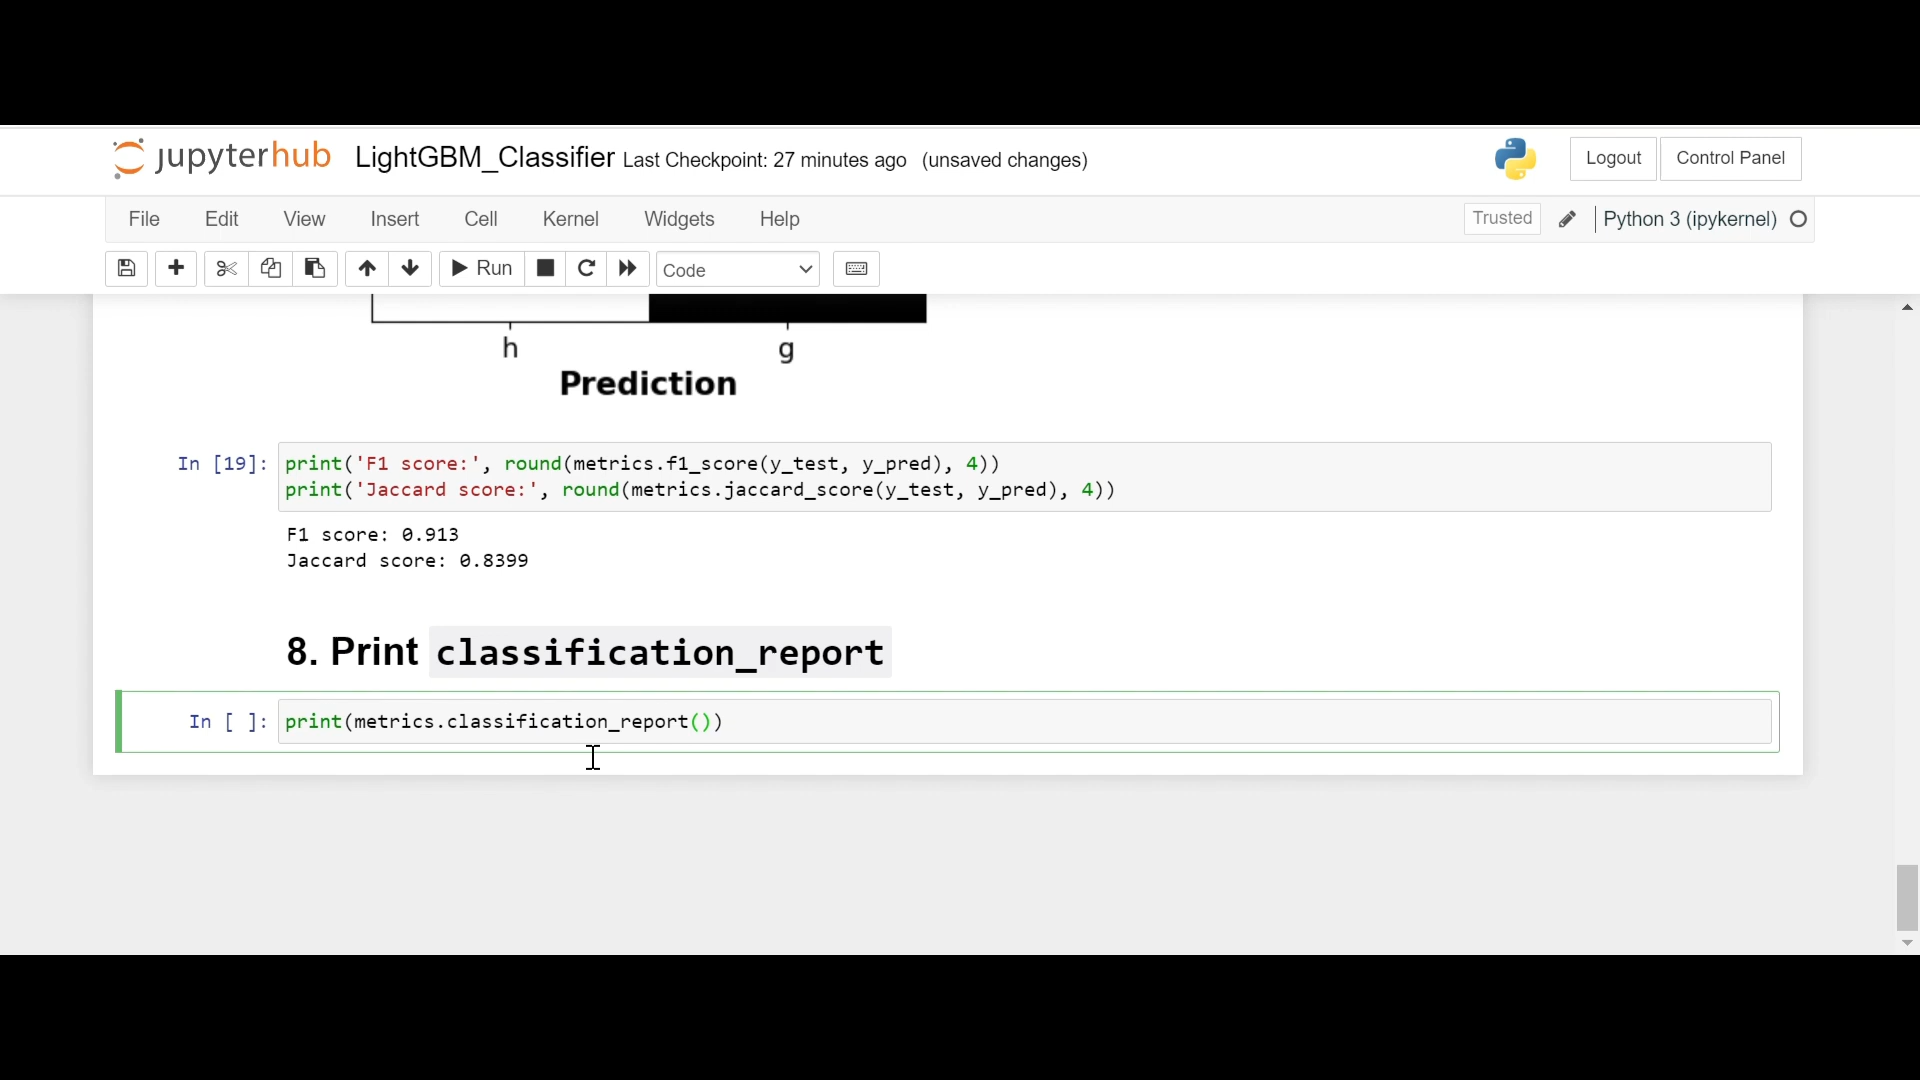 jupyterhub LightGBM_Classifier Last Checkpoint: 27 minutes ago (unsaved changes) Logout Control Panel
File Edit View Insert Cell Kernel Widgets Help Trusted Python 3 (ipykernel)
Run Code
h g
Prediction
In [19]: print('F1 score:', round(metrics.f1_score(y_test, y_pred), 4))
print('Jaccard score:', round(metrics.jaccard_score(y_test, y_pred), 4))
F1 score: 0.913
Jaccard score: 0.8399
8. Print classification_report
In [ ]: print(metrics.classification_report())